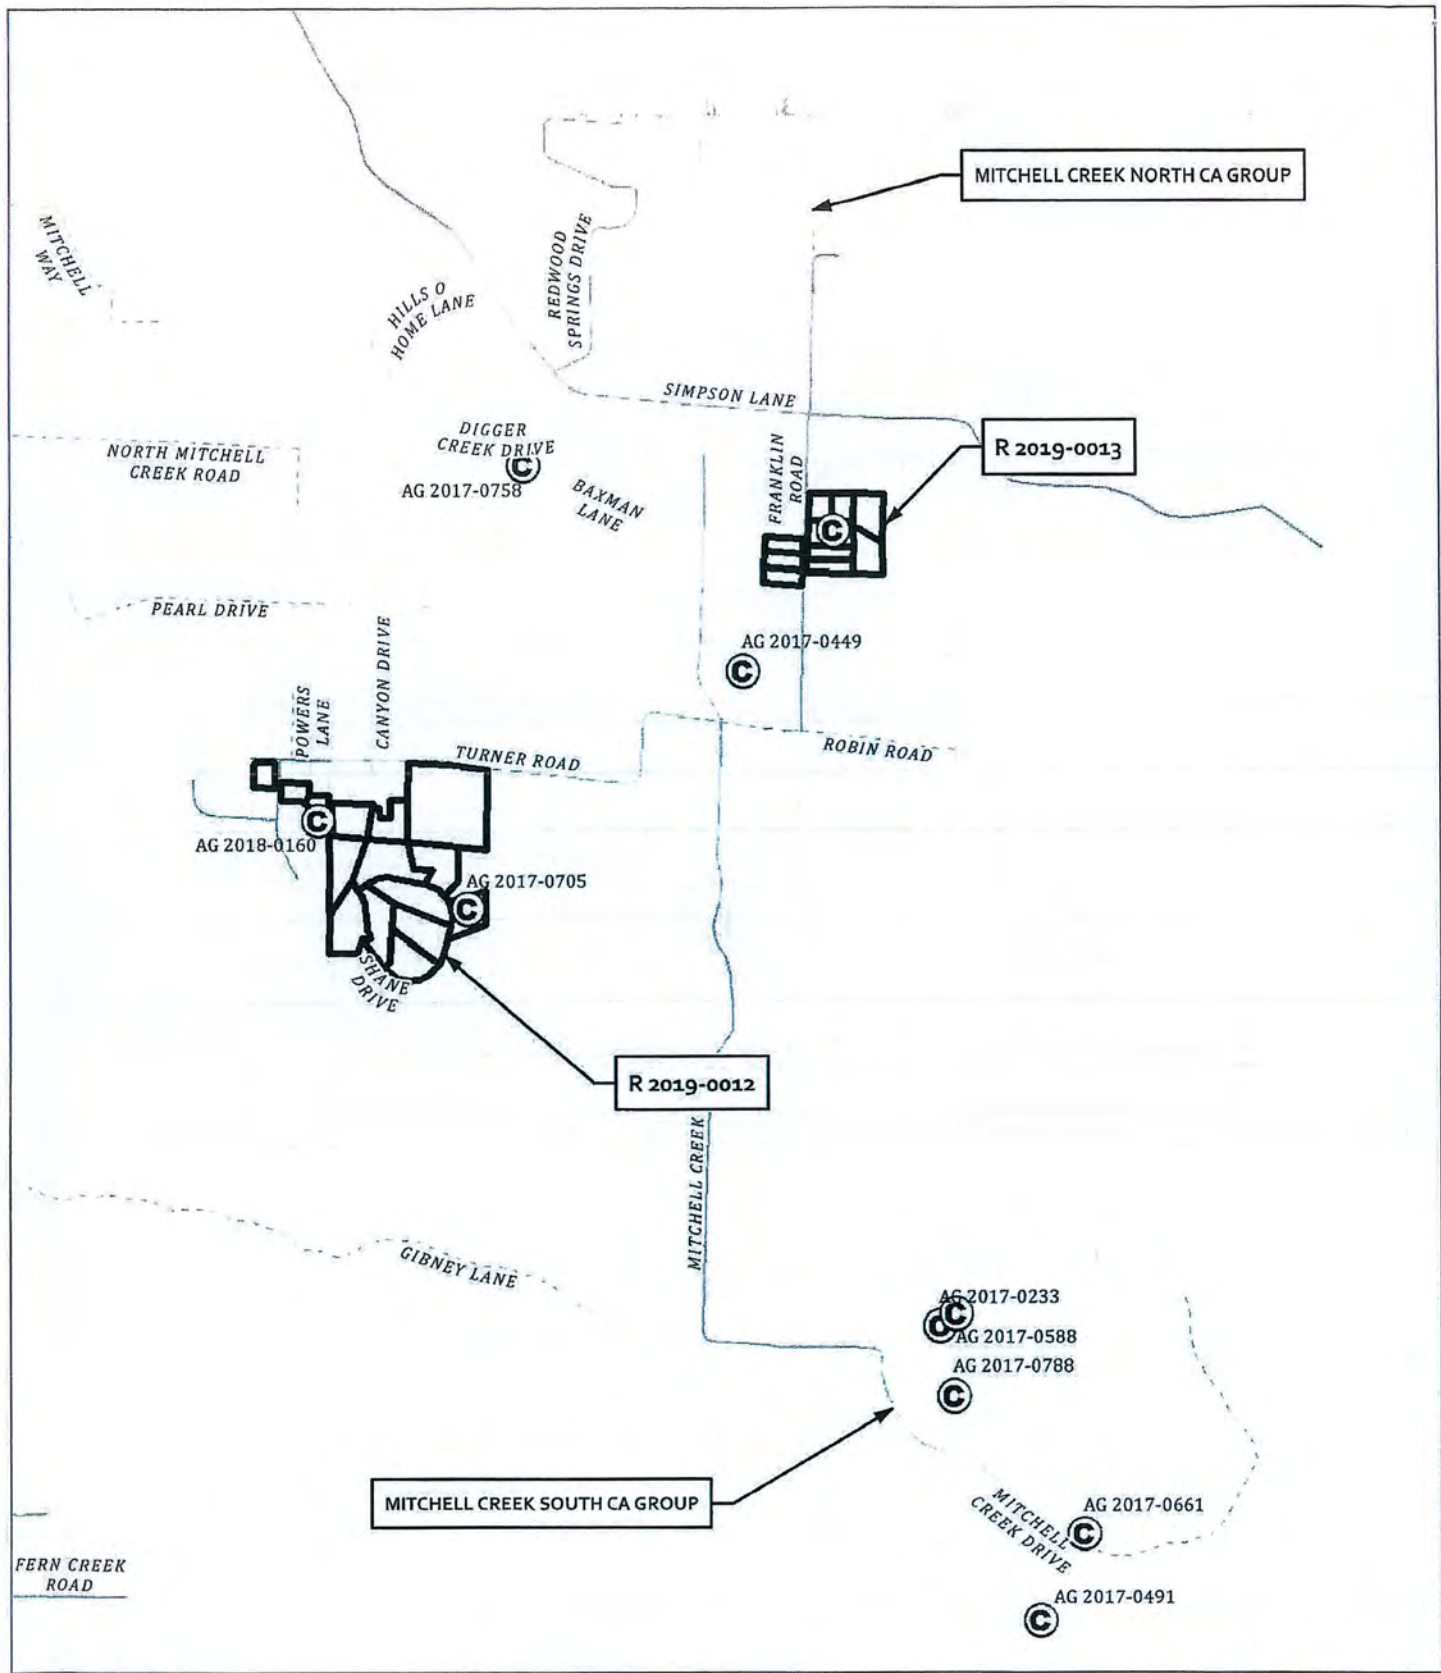 MITCHELL CREEK NORTH CA GROUP
MITCHELL
WAY
REDWOOD
SPRINGS DRIVE
HILLS O
HOME LANE
SIMPSON LANE
DIGGER
CREEK DRIVE
C
AG 2017-0758
NORTH MITCHELL
CREEK ROAD
BAXMAN
LANE
FRANKLIN
ROAD
R 2019-0013
C
PEARL DRIVE
CANYON DRIVE
POWERS
LANE
AG 2017-0449
C
TURNER ROAD
ROBIN ROAD
C
AG 2018-0160
AG 2017-0705
C
SHANE
DRIVE
R 2019-0012
MITCHELL CREEK
GIBNEY LANE
AG 2017-0233
C
C
AG 2017-0588
AG 2017-0788
C
MITCHELL CREEK SOUTH CA GROUP
MITCHELL
CREEK DRIVE
AG 2017-0661
C
FERN CREEK
ROAD
AG 2017-0491
C